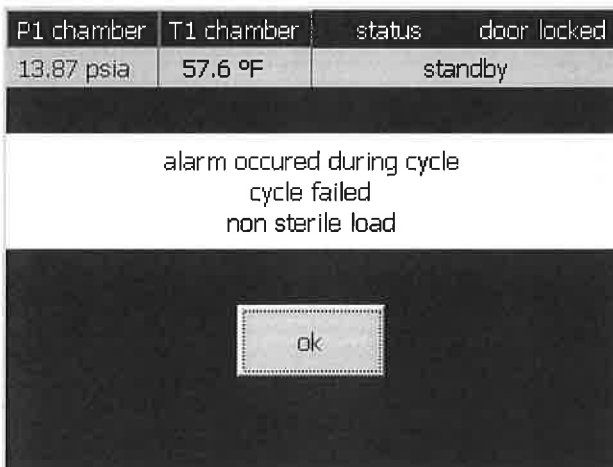 P1 chamber T1 chamber status door locked
13.87 psia 57.6 ºF standby
alarm occured during cycle
cycle failed
non sterile load
ok